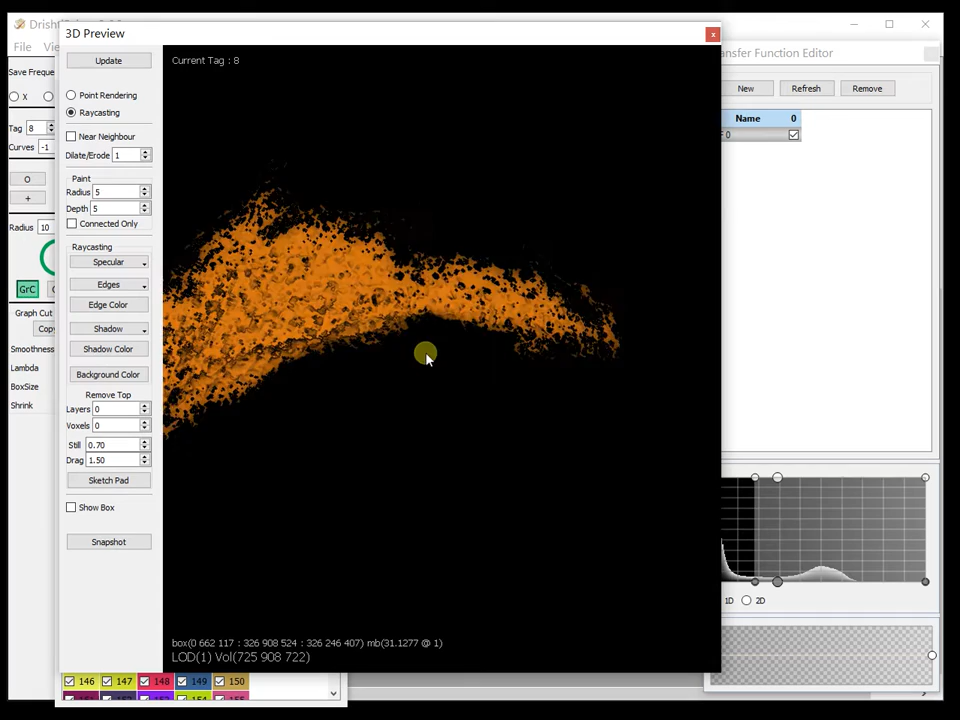 3D Preview
File
Save Freque
X
Tag 8
Curves -1
O
+
Radius 10
GrC
Graph Cut
Cop
Smoothness
Lambda
BoxSize
Shrink
Update
Point Rendering
Raycasting
Near Neighbour
Dilate/Erode 1
Paint
Radius 5
Depth 5
Connected Only
Raycasting
Specular
Edges
Edge Color
Shadow
Shadow Color
Background Color
Remove Top
Layers 0
Voxels 0
Still 0.70
Drag 1.50
Sketch Pad
Show Box
Snapshot
Current Tag : 8
box(0 662 117 : 326 908 524 : 326 246 407) mb(31.1277 @ 1)
LOD(1) Vol(725 908 722)
ansfer Function Editor
New Refresh Remove
Name 0
F 0
1D 2D
146 147 148 149 150